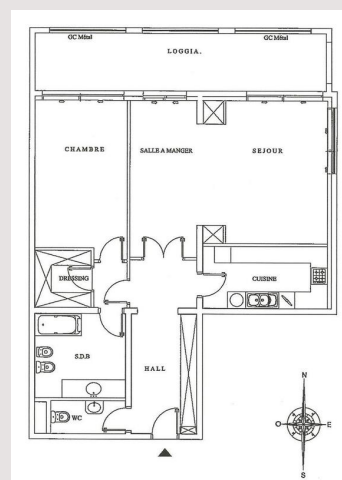 GC Métal
GC Métal
LOGGIA.
CHAMBRE
SALLE A MANGER
SEJOUR
DRESSING
CUISINE
S.D.B
HALL
WC
N
O
E
S